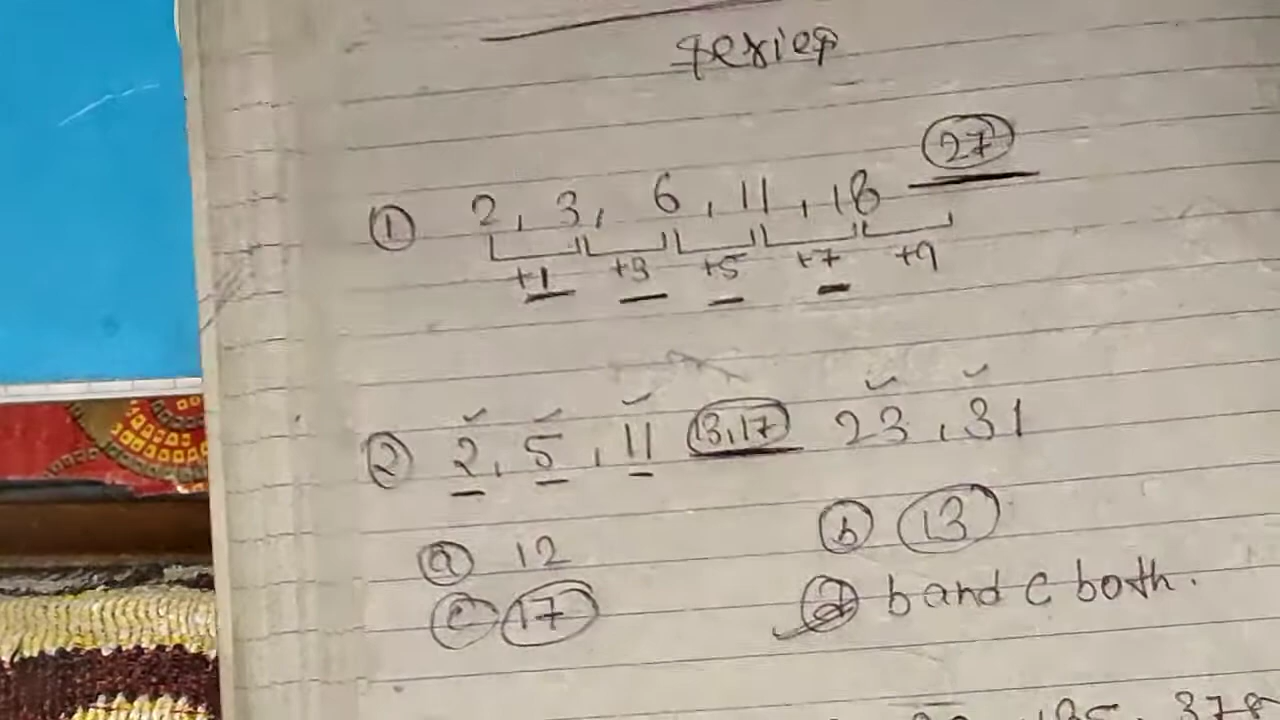 series
27
① 2, 3, 6, 11, 18
+1 +3 +5 +7 +9
② 2, 5, 11 13,17 23, 31
ⓐ 12 ⓑ 13
ⓒ 17 ⓓ b and c both.